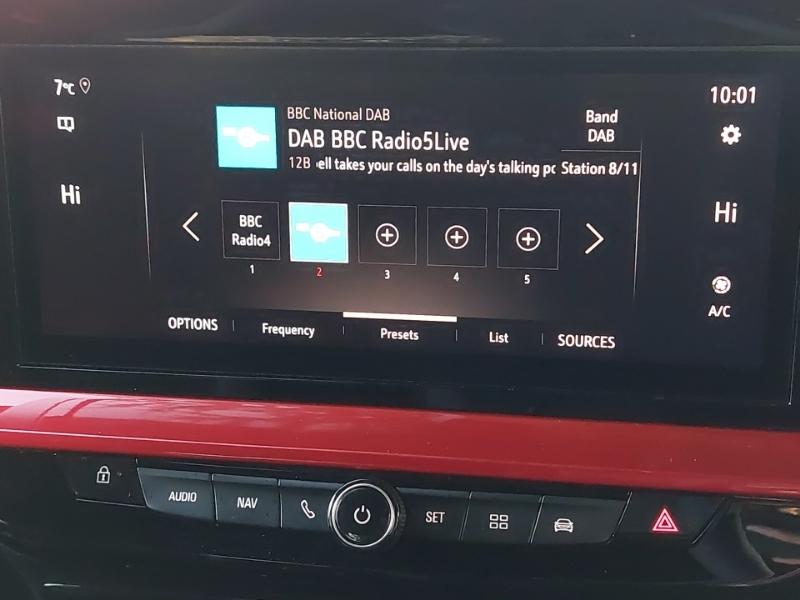 7°C
10:01
BBC National DAB
DAB BBC Radio5Live
12B ell takes your calls on the day's talking pc Station 8/11
Band
DAB
Hi
Hi
BBC
Radio4
1
2
3
4
5
A/C
OPTIONS
Frequency
Presets
List
SOURCES
AUDIO
NAV
SET